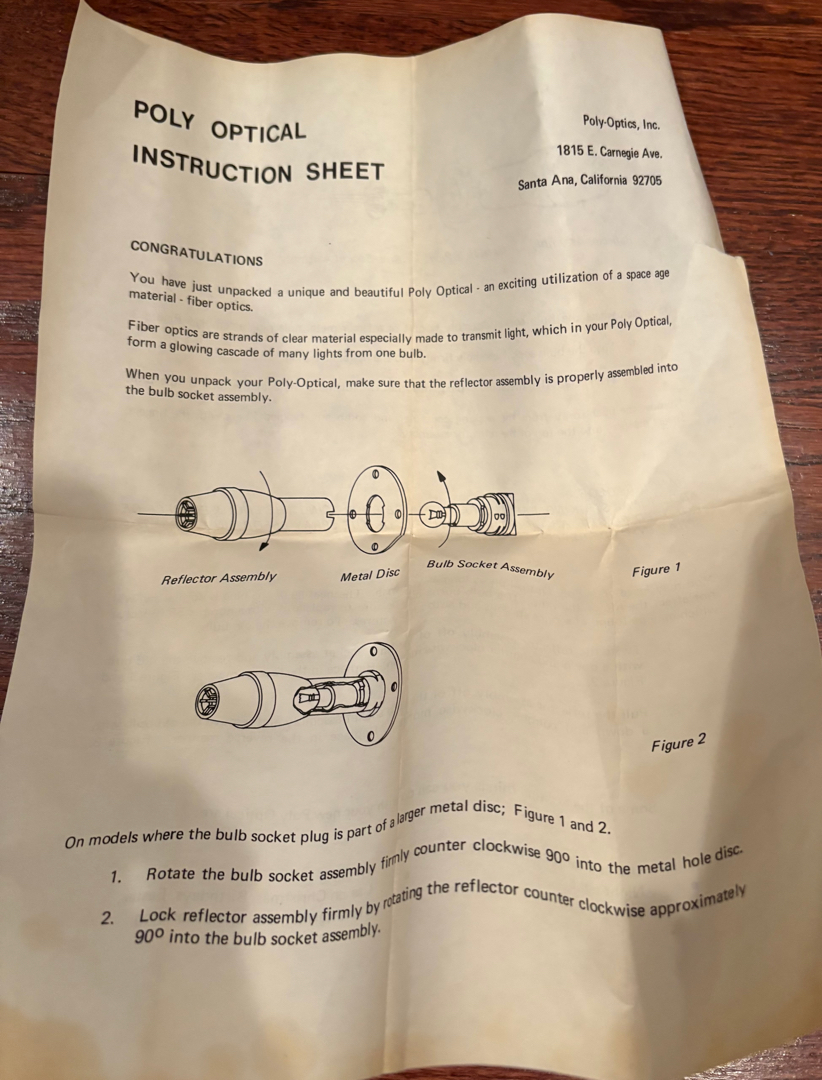 POLY OPTICAL
INSTRUCTION SHEET
Poly-Optics, Inc.
1815 E. Carnegie Ave.
Santa Ana, California 92705
CONGRATULATIONS
You have just unpacked a unique and beautiful Poly Optical - an exciting utilization of a space age
material - fiber optics.
Fiber optics are strands of clear material especially made to transmit light, which in your Poly Optical,
form a glowing cascade of many lights from one bulb.
When you unpack your Poly-Optical, make sure that the reflector assembly is properly assembled into
the bulb socket assembly.
Reflector Assembly
Metal Disc
Bulb Socket Assembly
Figure 1
Figure 2
On models where the bulb socket plug is part of a larger metal disc; Figure 1 and 2.
1. Rotate the bulb socket assembly firmly counter clockwise 90º into the metal hole disc.
2. Lock reflector assembly firmly by rotating the reflector counter clockwise approximately
90º into the bulb socket assembly.